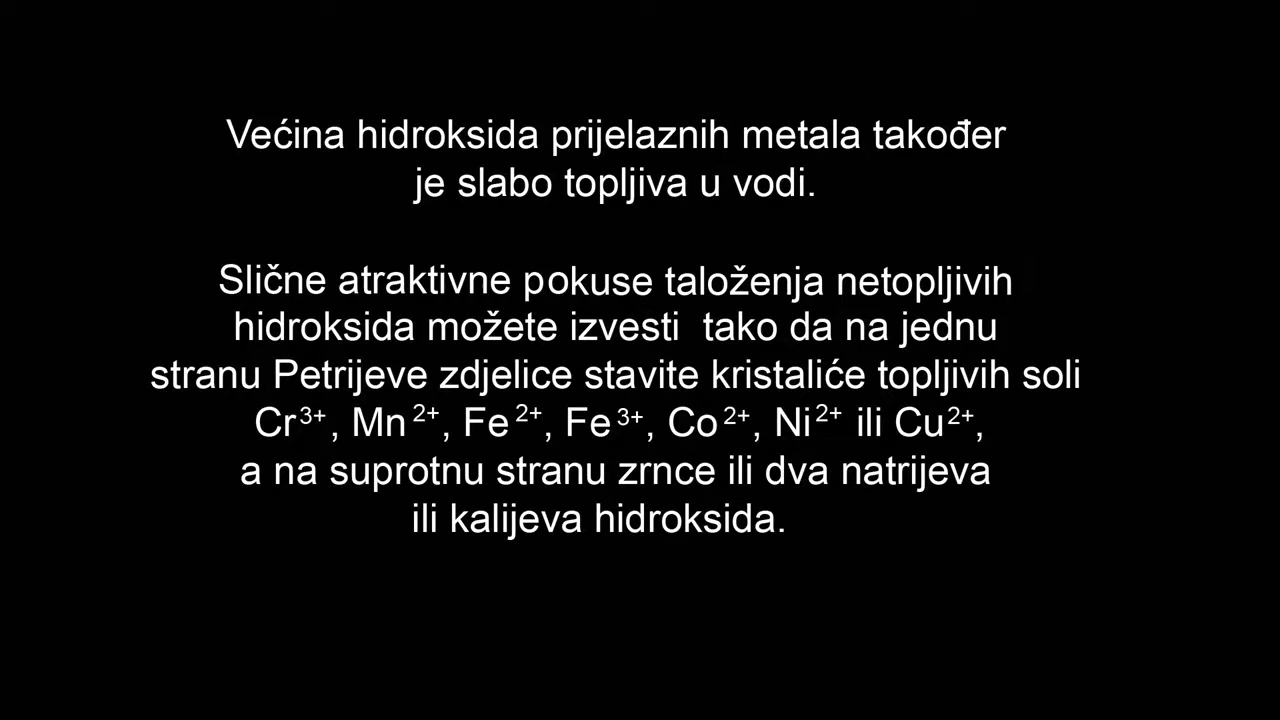 Većina hidroksida prijelaznih metala također
je slabo topljiva u vodi.
Slične atraktivne pokuse taloženja netopljivih
hidroksida možete izvesti tako da na jednu
stranu Petrijeve zdjelice stavite kristaliće topljivih soli
Cr³⁺, Mn²⁺, Fe²⁺, Fe³⁺, Co²⁺, Ni²⁺ ili Cu²⁺,
a na suprotnu stranu zrnce ili dva natrijeva
ili kalijeva hidroksida.